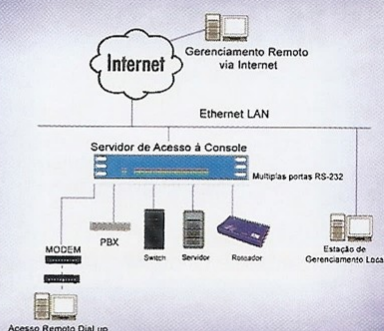 Internet
Gerenciamento Remoto
via Internet
Ethernet LAN
Servidor de Acesso à Console
Multiplas portas RS-232
MODEM
PBX
Switch
Servidor
Roteador
Estação de
Gerenciamento Local
Acesso Remoto Dial up